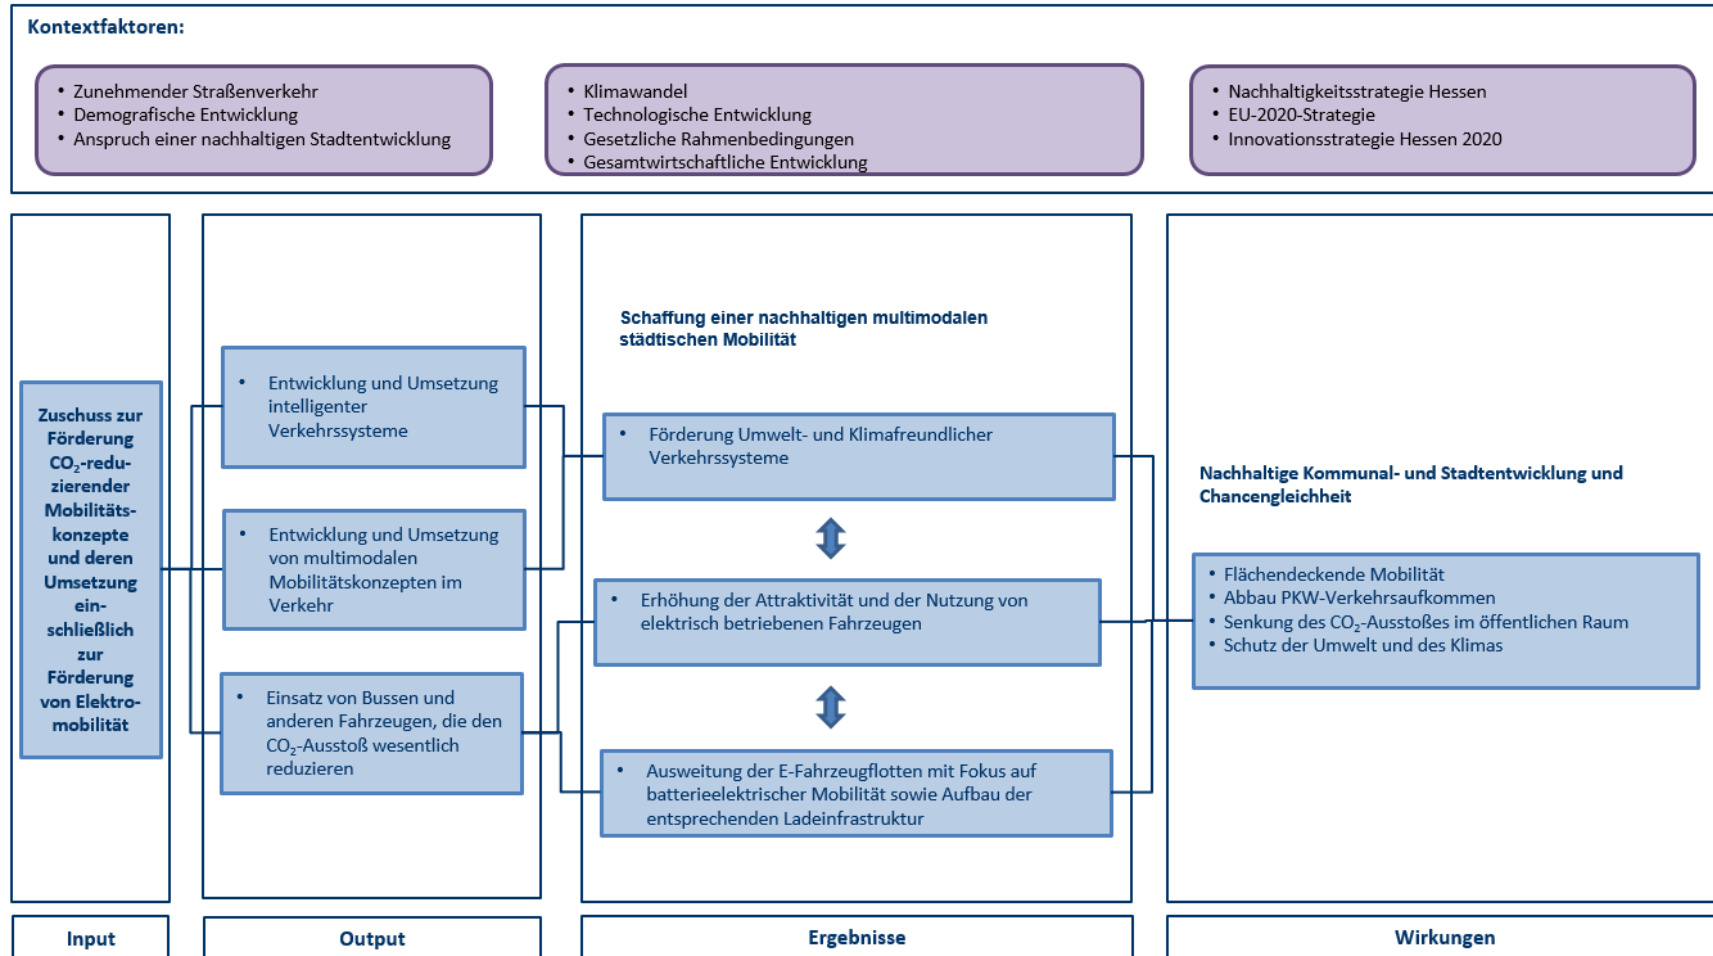 Kontextfaktoren:
• Zunehmender Straßenverkehr
• Demografische Entwicklung
• Anspruch einer nachhaltigen Stadtentwicklung
• Klimawandel
• Technologische Entwicklung
• Gesetzliche Rahmenbedingungen
• Gesamtwirtschaftliche Entwicklung
• Nachhaltigkeitsstrategie Hessen
• EU-2020-Strategie
• Innovationsstrategie Hessen 2020
Zuschuss zur
Förderung
CO₂-redu-
zierender
Mobilitäts-
konzepte
und deren
Umsetzung
ein-
schließlich
zur
Förderung
von Elektro-
mobilität
• Entwicklung und Umsetzung
intelligenter
Verkehrssysteme
• Entwicklung und Umsetzung
von multimodalen
Mobilitätskonzepten im
Verkehr
• Einsatz von Bussen und
anderen Fahrzeugen, die den
CO₂-Ausstoß wesentlich
reduzieren
Schaffung einer nachhaltigen multimodalen
städtischen Mobilität
• Förderung Umwelt- und Klimafreundlicher
Verkehrssysteme
• Erhöhung der Attraktivität und der Nutzung von
elektrisch betriebenen Fahrzeugen
• Ausweitung der E-Fahrzeugflotten mit Fokus auf
batterieelektrischer Mobilität sowie Aufbau der
entsprechenden Ladeinfrastruktur
Nachhaltige Kommunal- und Stadtentwicklung und
Chancengleichheit
• Flächendeckende Mobilität
• Abbau PKW-Verkehrsaufkommen
• Senkung des CO₂-Ausstoßes im öffentlichen Raum
• Schutz der Umwelt und des Klimas
Input
Output
Ergebnisse
Wirkungen